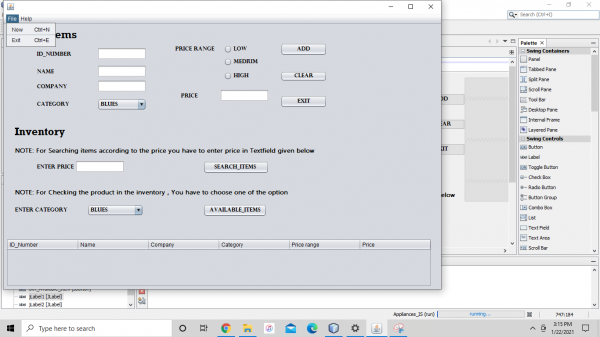 File Help
Search (Ctrl+I)
New Ctrl+N
Exit Ctrl+E
ems
ID_NUMBER
NAME
COMPANY
CATEGORY
BLUES
PRICE RANGE
LOW
MEDIUM
HIGH
PRICE
ADD
CLEAR
EXIT
Inventory
NOTE: For Searching items according to the price you have to enter price in Textfield given below
ENTER PRICE
SEARCH_ITEMS
NOTE: For Checking the product in the inventory , You have to choose one of the option
ENTER CATEGORY
BLUES
AVAILABLE_ITEMS
ID_Number Name Company Category Price range Price
DD
EAR
XIT
elow
Palette
Swing Containers
Panel
Tabbed Pane
Split Pane
Scroll Pane
Tool Bar
Desktop Pane
Internal Frame
Layered Pane
Swing Controls
Button
Label
Toggle Button
Check Box
Radio Button
Button Group
Combo Box
List
Text Field
Text Area
Scroll Bar
jLabel1 [JLabel]
jLabel2 [JLabel]
Appliances_IS (run)
running...
747:184
Type here to search
3:15 PM
1/22/2021